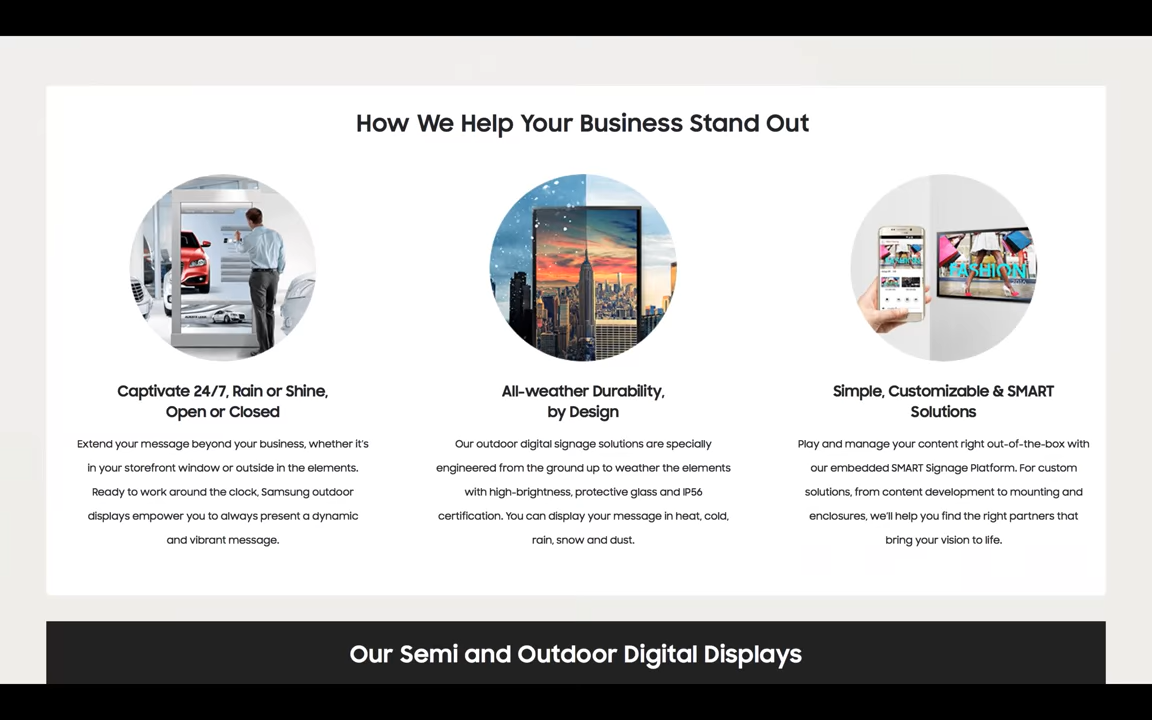 How We Help Your Business Stand Out
FASHION
Captivate 24/7, Rain or Shine,
Open or Closed
Extend your message beyond your business, whether it's
in your storefront window or outside in the elements.
Ready to work around the clock, Samsung outdoor
displays empower you to always present a dynamic
and vibrant message.
All-weather Durability,
by Design
Our outdoor digital signage solutions are specially
engineered from the ground up to weather the elements
with high-brightness, protective glass and IP56
certification. You can display your message in heat, cold,
rain, snow and dust.
Simple, Customizable & SMART
Solutions
Play and manage your content right out-of-the-box with
our embedded SMART Signage Platform. For custom
solutions, from content development to mounting and
enclosures, we'll help you find the right partners that
bring your vision to life.
Our Semi and Outdoor Digital Displays